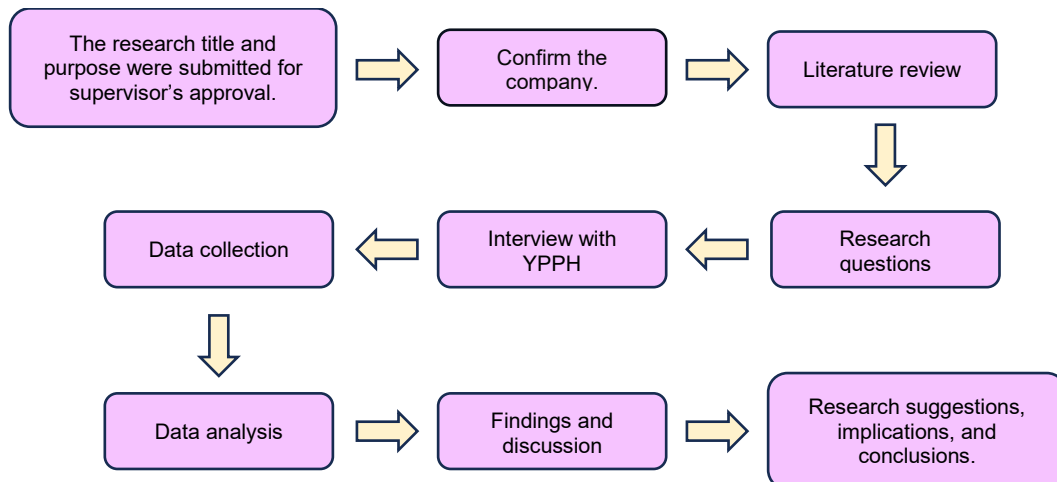 The research title and
purpose were submitted for
supervisor’s approval.
Confirm the
company.
Literature review
Research
questions
Interview with
YPPH
Data collection
Data analysis
Findings and
discussion
Research suggestions,
implications, and
conclusions.